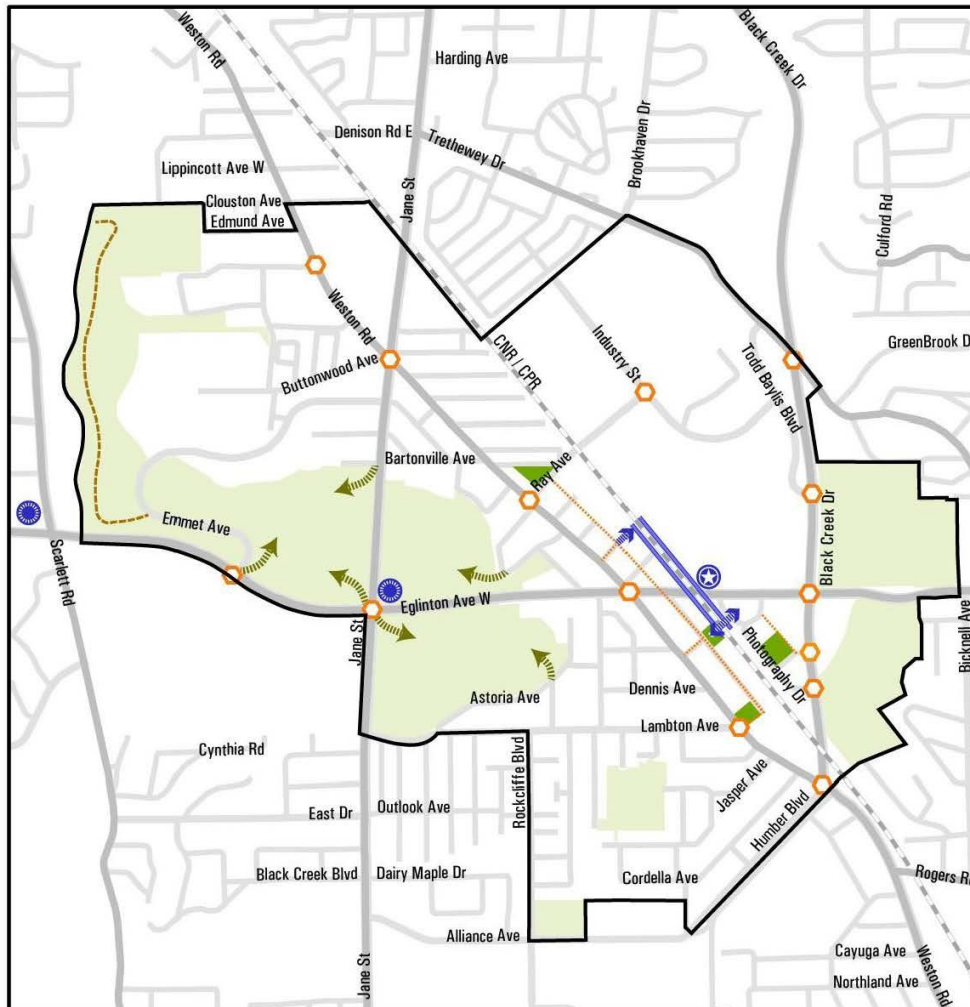 Weston Rd
Black Creek Dr
Harding Ave
Denison Rd E
Trethewey Dr
Brookhaven Dr
Lippincott Ave W
Jane St
Clouston Ave
Edmund Ave
Culford Rd
Weston Rd
CNR / CPR
Industry St
Todd Baylis Blvd
GreenBrook D
Buttonwood Ave
Bartonville Ave
Ray Ave
Emmet Ave
Scarlett Rd
Black Creek Dr
Eglinton Ave W
Jane St
Bicknell Ave
Photography Dr
Dennis Ave
Astoria Ave
Lambton Ave
Cynthia Rd
Rockcliffe Blvd
Jasper Ave
East Dr
Outlook Ave
Humber Blvd
Black Creek Blvd
Dairy Maple Dr
Cordella Ave
Rogers R
Alliance Ave
Cayuga Ave
Northland Ave
Weston Rd
Jane St